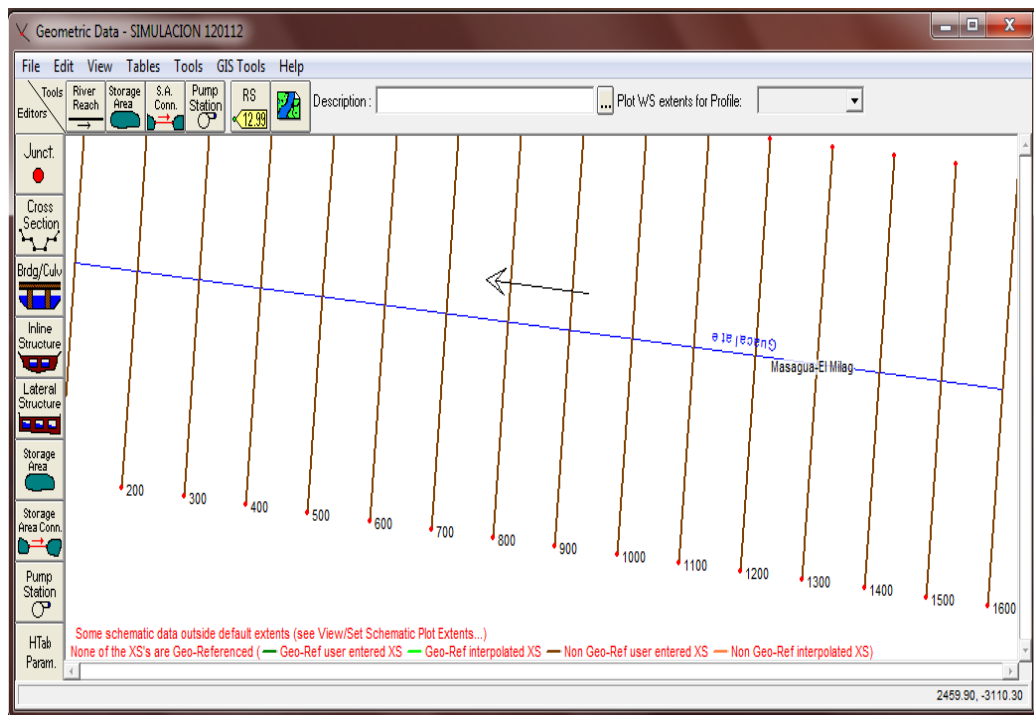 Geometric Data - SIMULACION 120112
File Edit View Tables Tools GIS Tools Help
Tools
Editors
River Reach
Storage Area
S.A. Conn.
Pump Station
RS
12.99
Description :
...
Plot WS extents for Profile:
Junct.
Cross Section
Brdg/Culv
Inline Structure
Lateral Structure
Storage Area
Storage Area Conn.
Pump Station
HTab Param.
Guacalate
Masagua-El Milag
200
300
400
500
600
700
800
900
1000
1100
1200
1300
1400
1500
1600
Some schematic data outside default extents (see View/Set Schematic Plot Extents...)
None of the XS's are Geo-Referenced ( — Geo-Ref user entered XS — Geo-Ref interpolated XS — Non Geo-Ref user entered XS — Non Geo-Ref interpolated XS)
2459.90, -3110.30